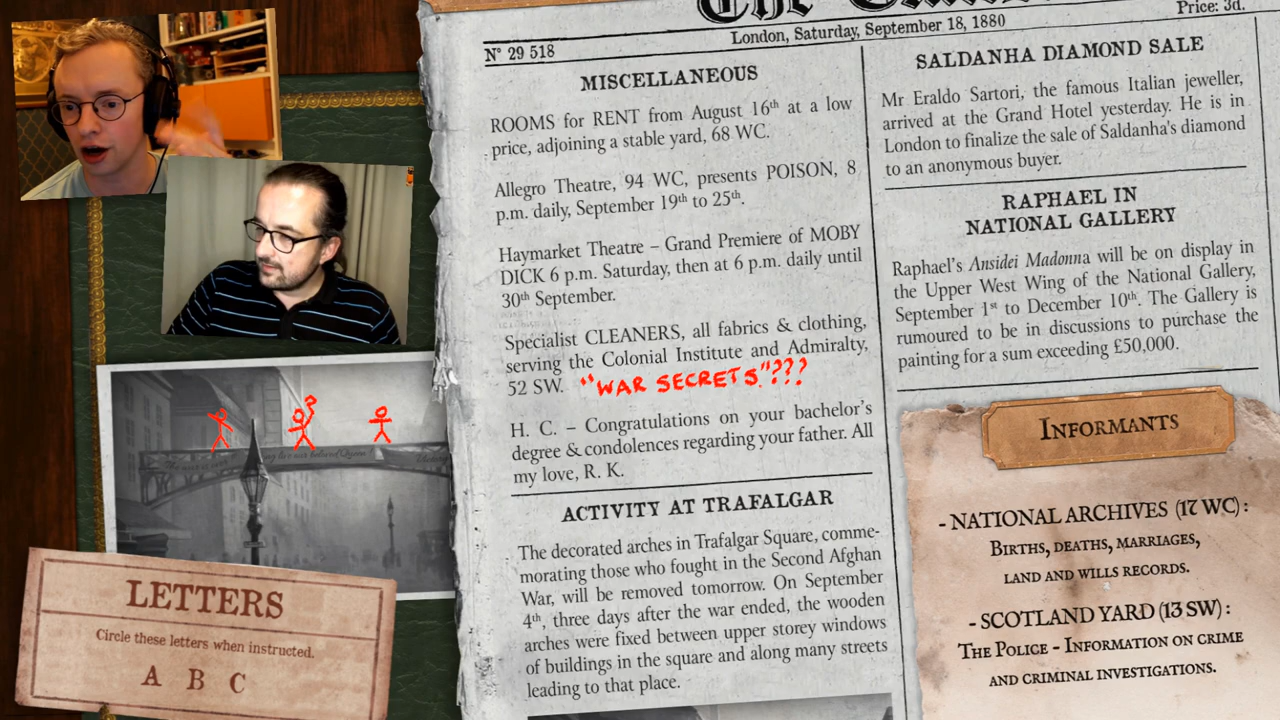 London, Saturday, September 18, 1880
Price: 3d.
N° 29 518
MISCELLANEOUS
ROOMS for RENT from August 16th at a low
price, adjoining a stable yard, 68 WC.
Allegro Theatre, 94 WC, presents POISON, 8
p.m. daily, September 19th to 25th.
Haymarket Theatre – Grand Premiere of MOBY
DICK 6 p.m. Saturday, then at 6 p.m. daily until
30th September.
Specialist CLEANERS, all fabrics & clothing,
serving the Colonial Institute and Admiralty,
52 SW. "WAR SECRETS"???
H. C. – Congratulations on your bachelor's
degree & condolences regarding your father. All
my love, R. K.
ACTIVITY AT TRAFALGAR
The decorated arches in Trafalgar Square, comme-
morating those who fought in the Second Afghan
War, will be removed tomorrow. On September
4th, three days after the war ended, the wooden
arches were fixed between upper storey windows
of buildings in the square and along many streets
leading to that place.
SALDANHA DIAMOND SALE
Mr Eraldo Sartori, the famous Italian jeweller,
arrived at the Grand Hotel yesterday. He is in
London to finalize the sale of Saldanha's diamond
to an anonymous buyer.
RAPHAEL IN
NATIONAL GALLERY
Raphael's Ansidei Madonna will be on display in
the Upper West Wing of the National Gallery,
September 1st to December 10th. The Gallery is
rumoured to be in discussions to purchase the
painting for a sum exceeding £50,000.
INFORMANTS
- NATIONAL ARCHIVES (17 WC) :
BIRTHS, DEATHS, MARRIAGES,
LAND AND WILLS RECORDS.
- SCOTLAND YARD (13 SW) :
THE POLICE - INFORMATION ON CRIME
AND CRIMINAL INVESTIGATIONS.
LETTERS
Circle these letters when instructed.
A B C